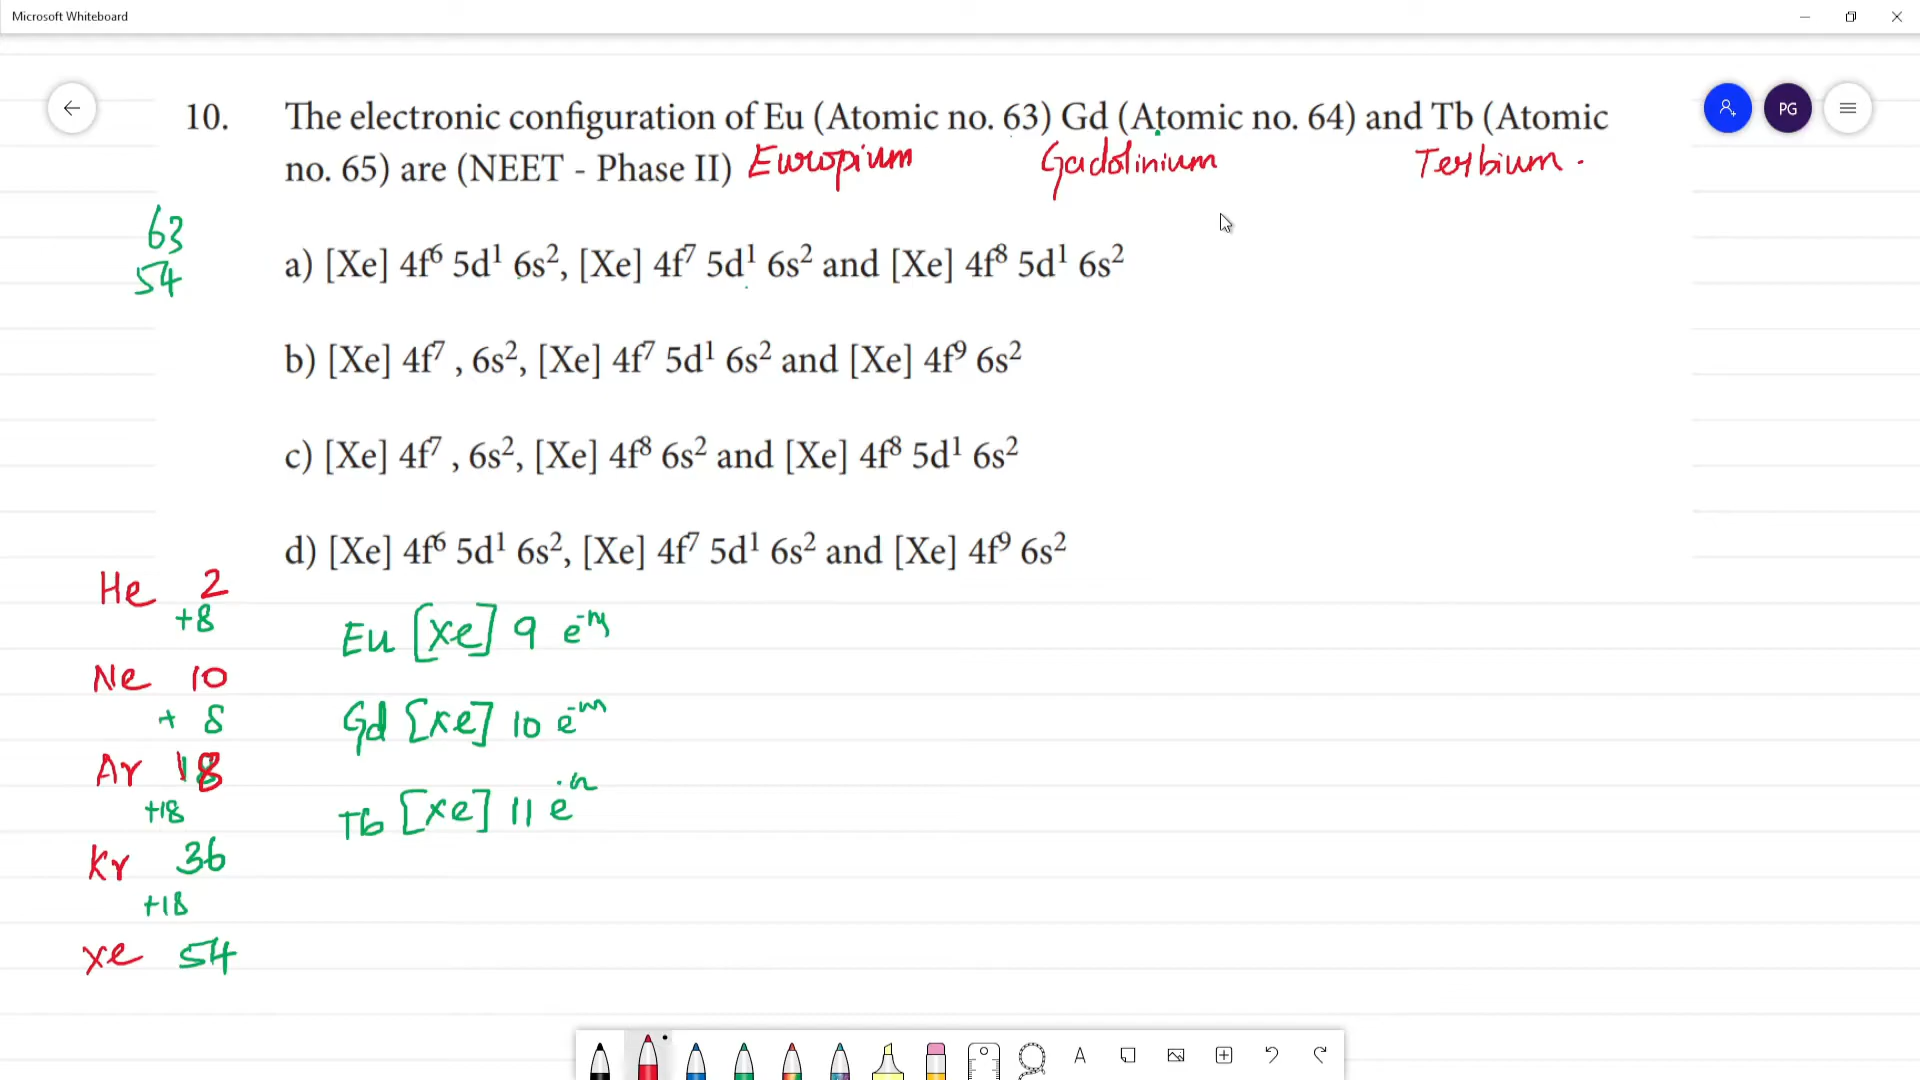 Microsoft Whiteboard
PG
10. The electronic configuration of Eu (Atomic no. 63) Gd (Atomic no. 64) and Tb (Atomic
no. 65) are (NEET - Phase II) Europium Gadolinium Terbium.
63
54
a) [Xe] 4f⁶ 5d¹ 6s², [Xe] 4f⁷ 5d¹ 6s² and [Xe] 4f⁸ 5d¹ 6s²
b) [Xe] 4f⁷ , 6s², [Xe] 4f⁷ 5d¹ 6s² and [Xe] 4f⁹ 6s²
c) [Xe] 4f⁷ , 6s², [Xe] 4f⁸ 6s² and [Xe] 4f⁸ 5d¹ 6s²
d) [Xe] 4f⁶ 5d¹ 6s², [Xe] 4f⁷ 5d¹ 6s² and [Xe] 4f⁹ 6s²
He 2
+8
Ne 10
+ 8
Ar 18
+18
Kr 36
+18
Xe 54
Eu [Xe] 9 e⁻
Gd [Xe] 10 e⁻
Tb [Xe] 11 e⁻
A